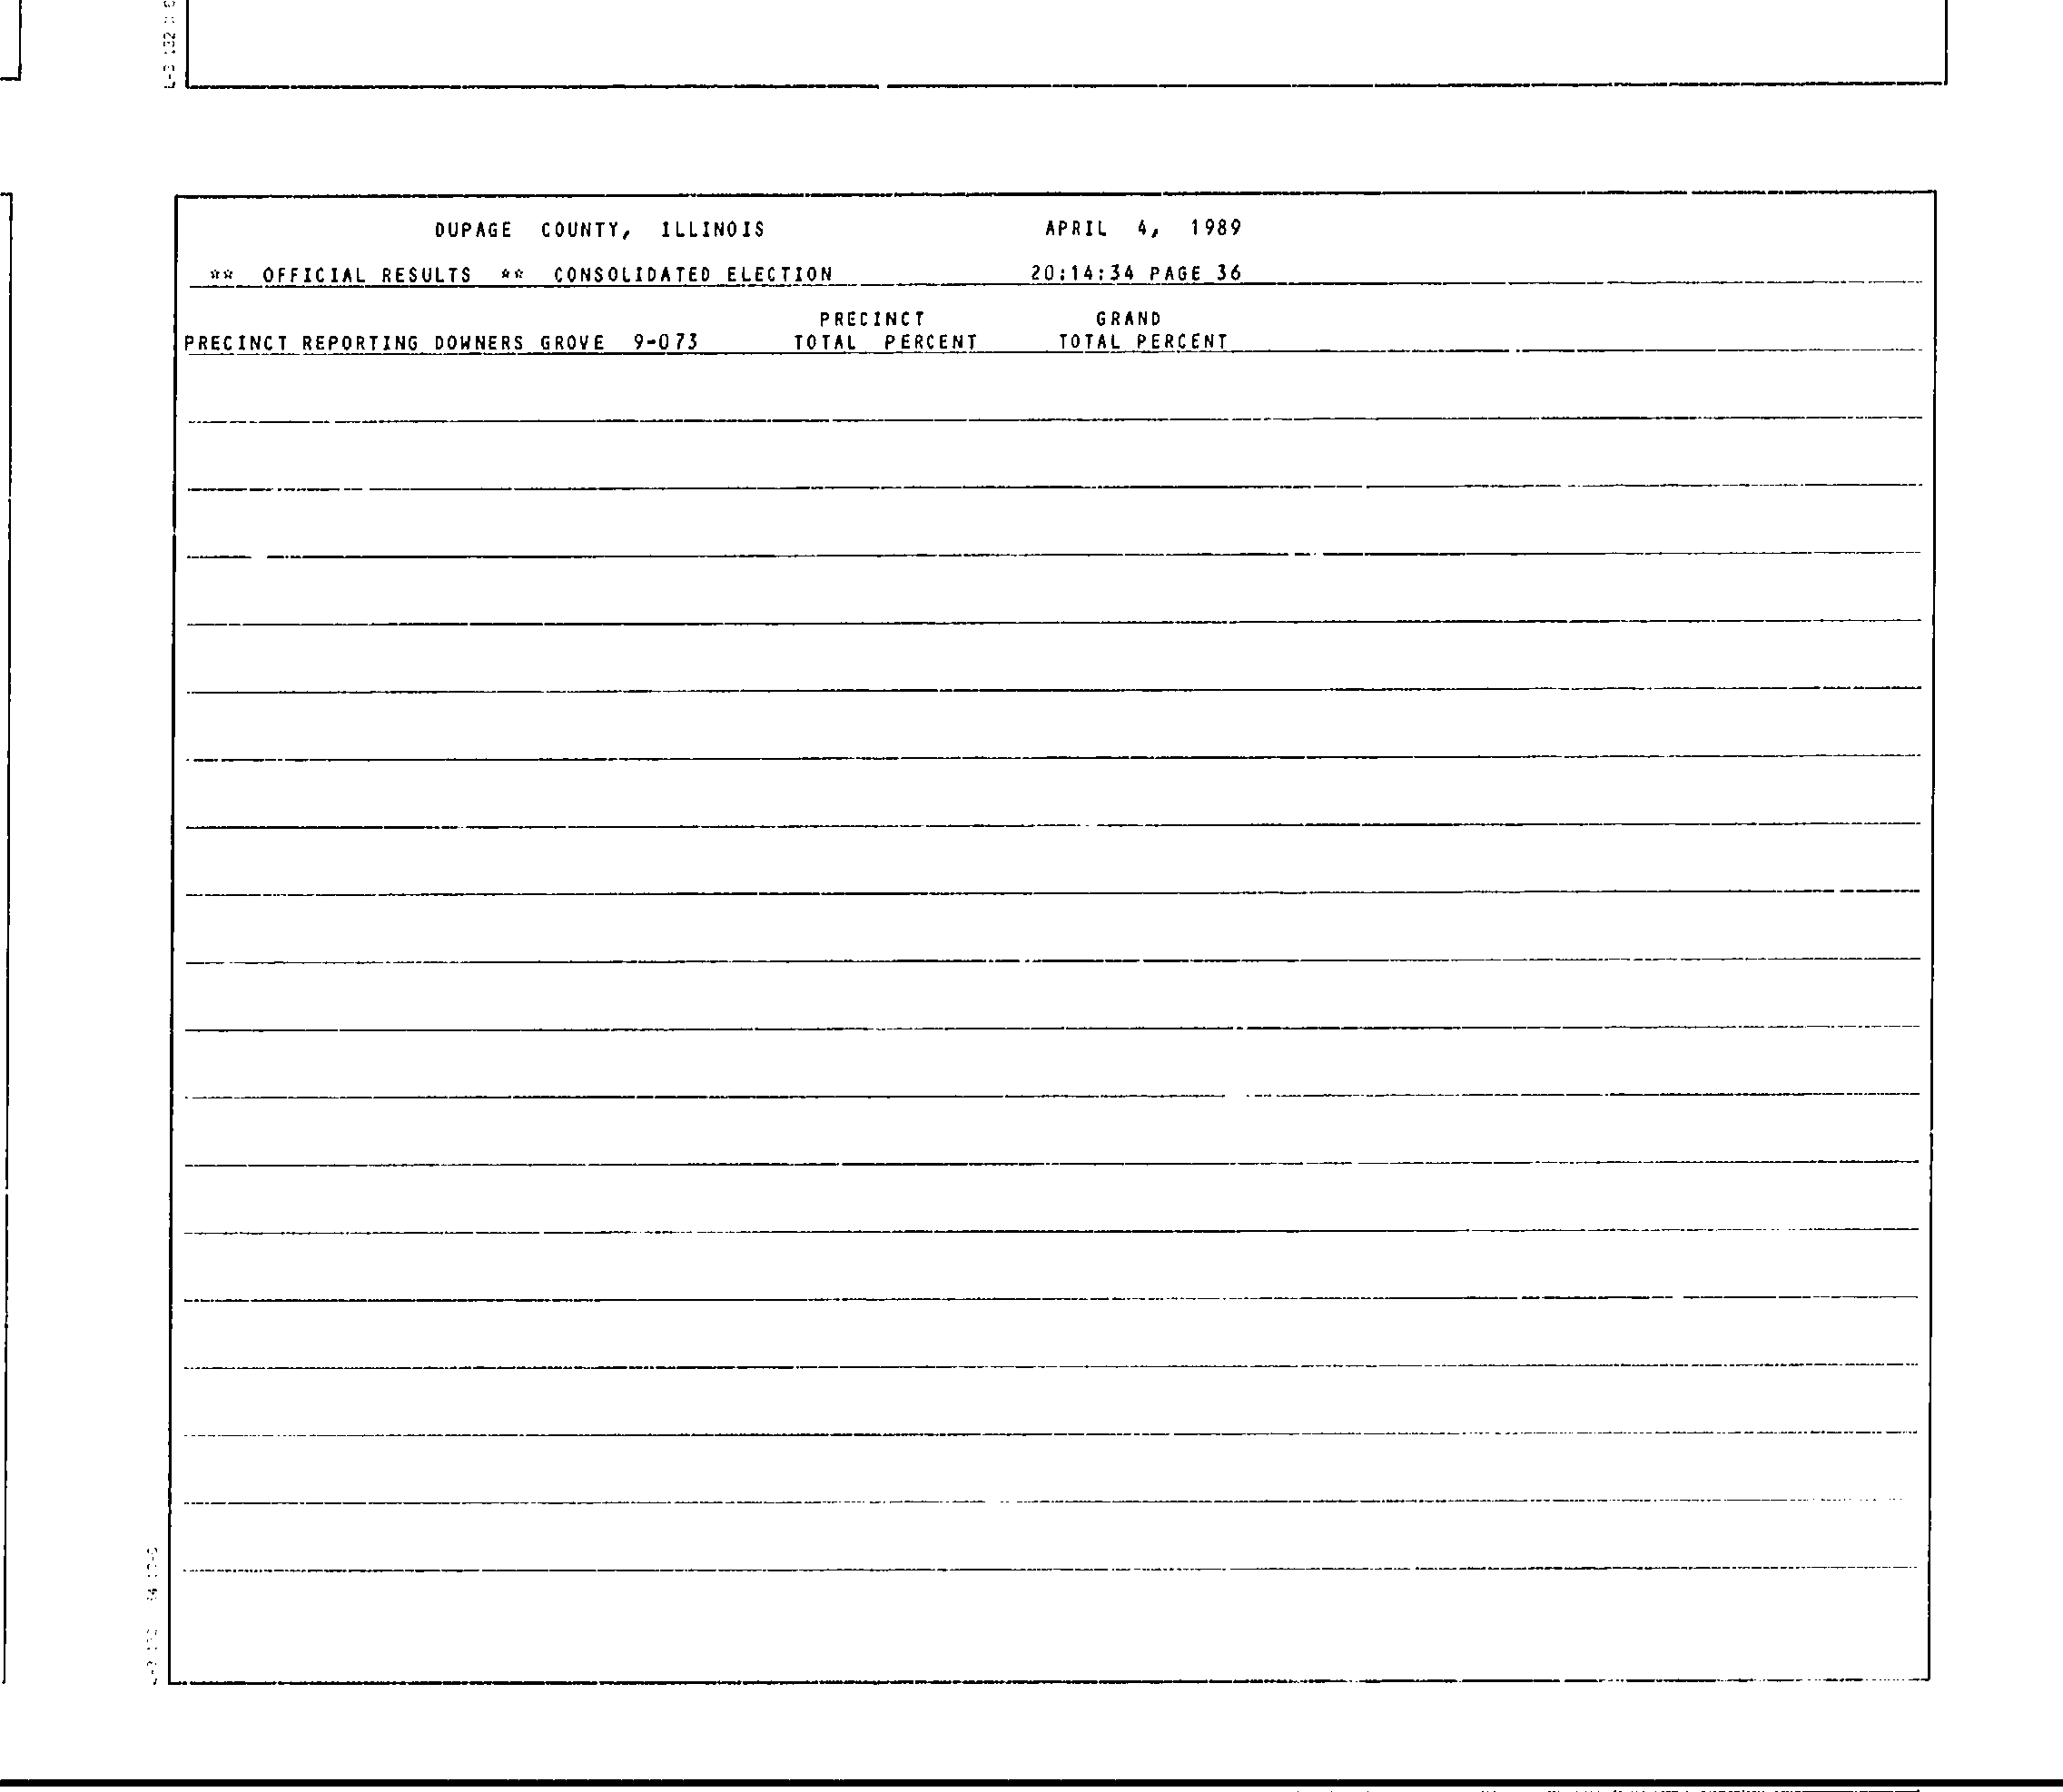 DUPAGE COUNTY, ILLINOIS APRIL 4, 1989
** OFFICIAL RESULTS ** CONSOLIDATED ELECTION 20:14:34 PAGE 36
PRECINCT GRAND
PRECINCT REPORTING DOWNERS GROVE 9-073 TOTAL PERCENT TOTAL PERCENT